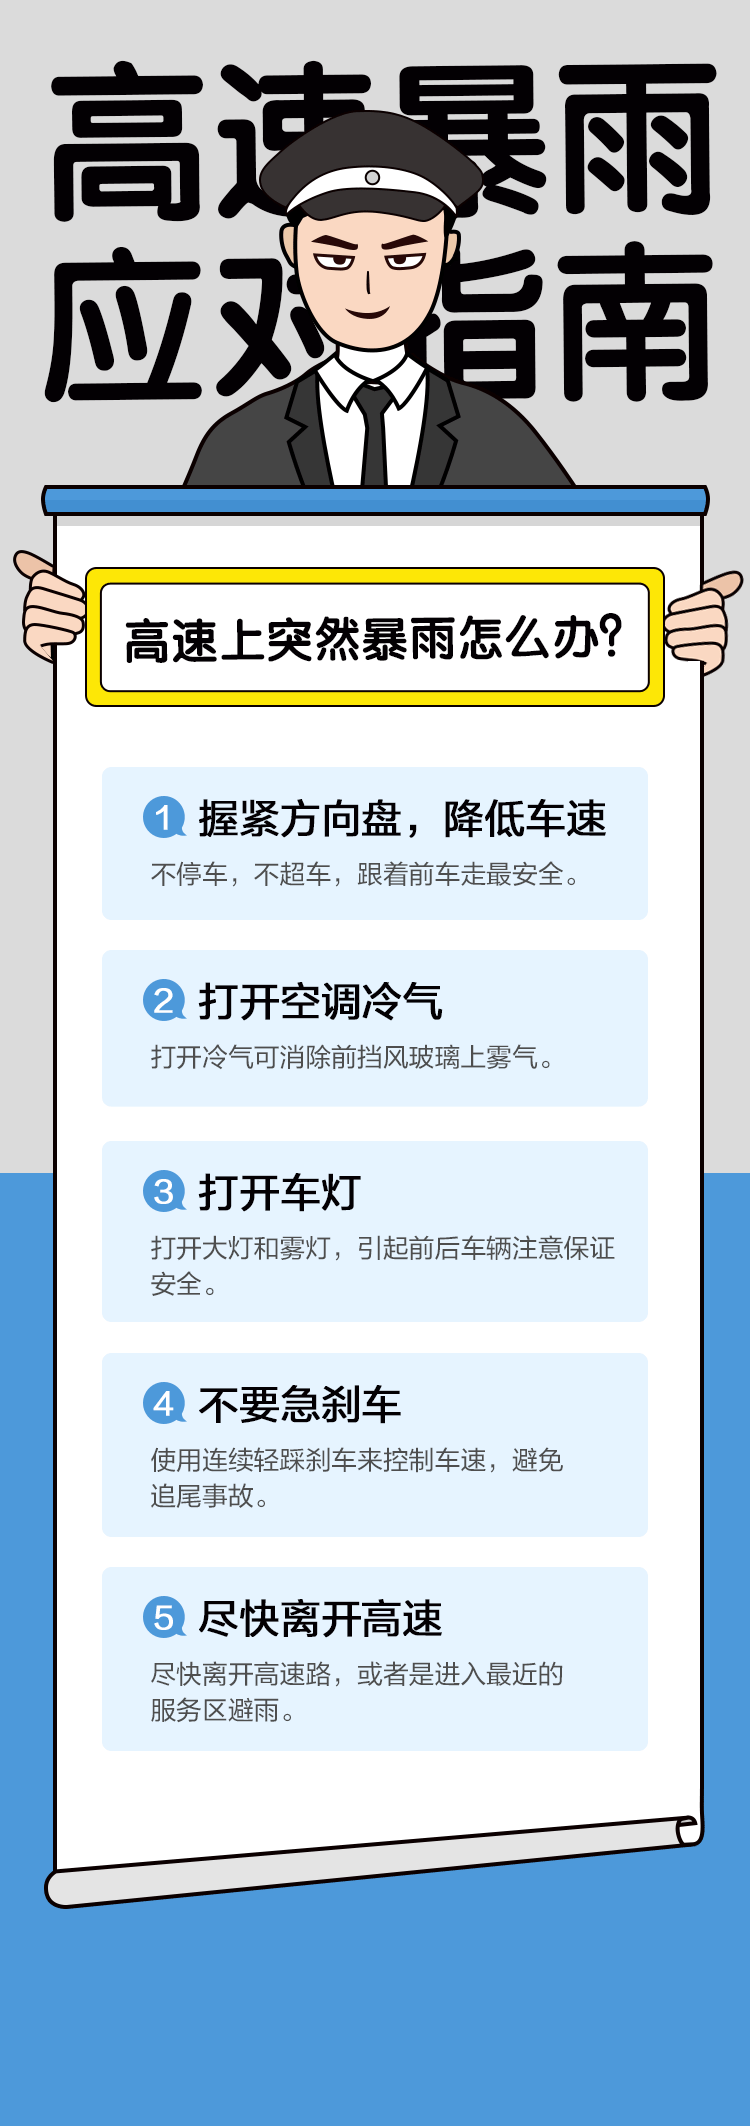 高速暴雨
应对指南
高速上突然暴雨怎么办?
1 握紧方向盘，降低车速
不停车，不超车，跟着前车走最安全。
2 打开空调冷气
打开冷气可消除前挡风玻璃上雾气。
3 打开车灯
打开大灯和雾灯，引起前后车辆注意保证
安全。
4 不要急刹车
使用连续轻踩刹车来控制车速，避免
追尾事故。
5 尽快离开高速
尽快离开高速路，或者是进入最近的
服务区避雨。